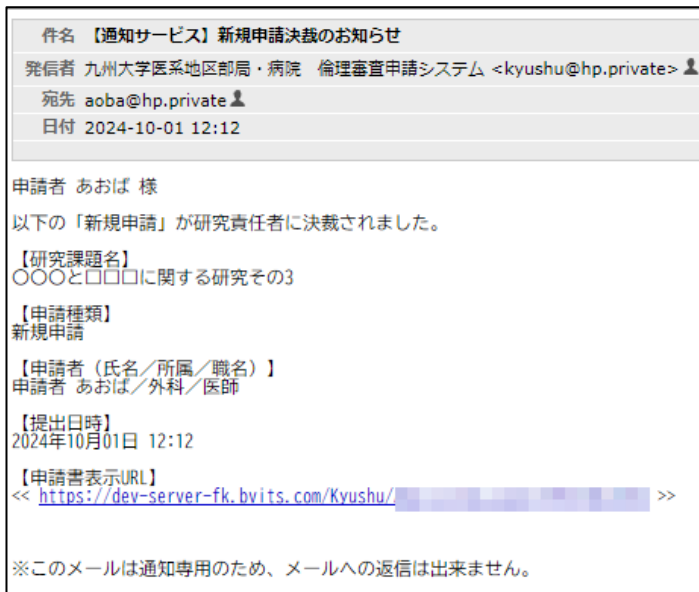 件名 【通知サービス】新規申請決裁のお知らせ
発信者 九州大学医系地区部局・病院　倫理審査申請システム <kyushu@hp.private>
宛先 aoba@hp.private
日付 2024-10-01 12:12
申請者 あおば 様
以下の「新規申請」が研究責任者に決裁されました。
【研究課題名】
〇〇〇と□□□に関する研究その3
【申請種類】
新規申請
【申請者（氏名／所属／職名）】
申請者 あおば／外科／医師
【提出日時】
2024年10月01日 12:12
【申請書表示URL】
<< https://dev-server-fk.bvits.com/Kyushu/ >>
※このメールは通知専用のため、メールへの返信は出来ません。